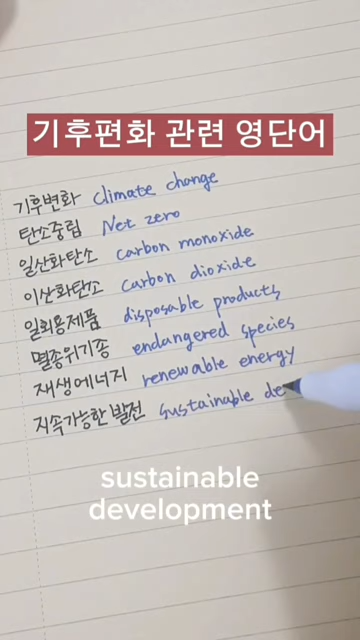 기후편화 관련 영단어
기후변화 climate change
탄소중립 Net zero
일산화탄소 carbon monoxide
이산화탄소 carbon dioxide
일회용제품 disposable products
멸종위기종 endangered species
재생에너지 renewable energy
지속가능한 발전 sustainable de
sustainable
development